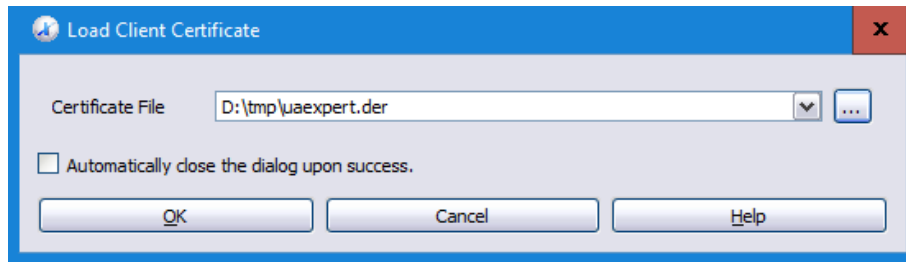 Load Client Certificate
x
Certificate File D:\tmp\uaexpert.der ...
Automatically close the dialog upon success.
OK Cancel Help